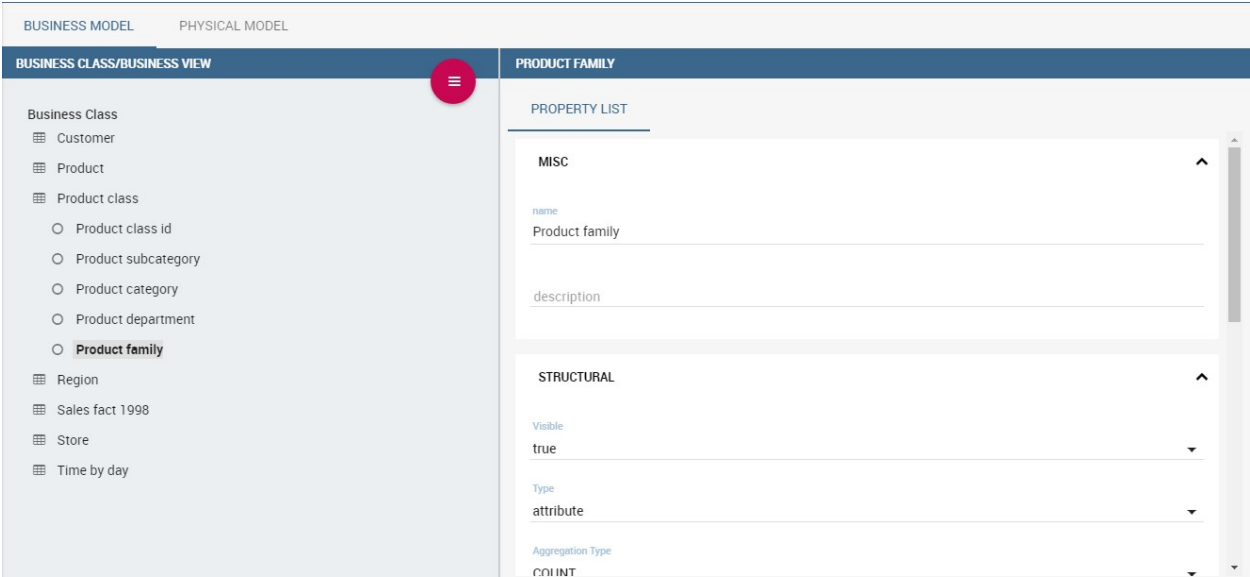 BUSINESS MODEL
PHYSICAL MODEL
BUSINESS CLASS/BUSINESS VIEW
Business Class
Customer
Product
Product class
Product class id
Product subcategory
Product category
Product department
Product family
Region
Sales fact 1998
Store
Time by day
PRODUCT FAMILY
PROPERTY LIST
MISC
name
Product family
description
STRUCTURAL
Visible
true
Type
attribute
Aggregation Type
COUNT